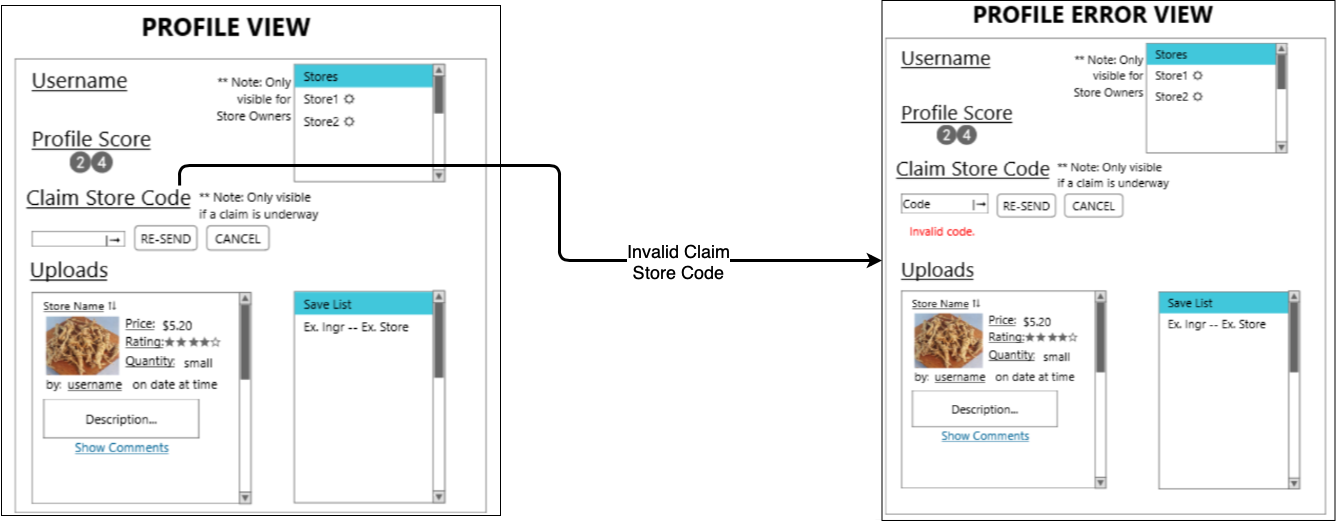 PROFILE VIEW
Username
** Note: Only
visible for
Store Owners
Stores
Store1
Store2
Profile Score
2 4
Claim Store Code
** Note: Only visible
if a claim is underway
RE-SEND
CANCEL
Uploads
Store Name
Price: $5.20
Rating:
Quantity: small
by: username on date at time
Description...
Show Comments
Save List
Ex. Ingr -- Ex. Store
Invalid Claim
Store Code
PROFILE ERROR VIEW
Username
** Note: Only
visible for
Store Owners
Stores
Store1
Store2
Profile Score
2 4
Claim Store Code
** Note: Only visible
if a claim is underway
Code
RE-SEND
CANCEL
Invalid code.
Uploads
Store Name
Price: $5.20
Rating:
Quantity: small
by: username on date at time
Description...
Show Comments
Save List
Ex. Ingr -- Ex. Store